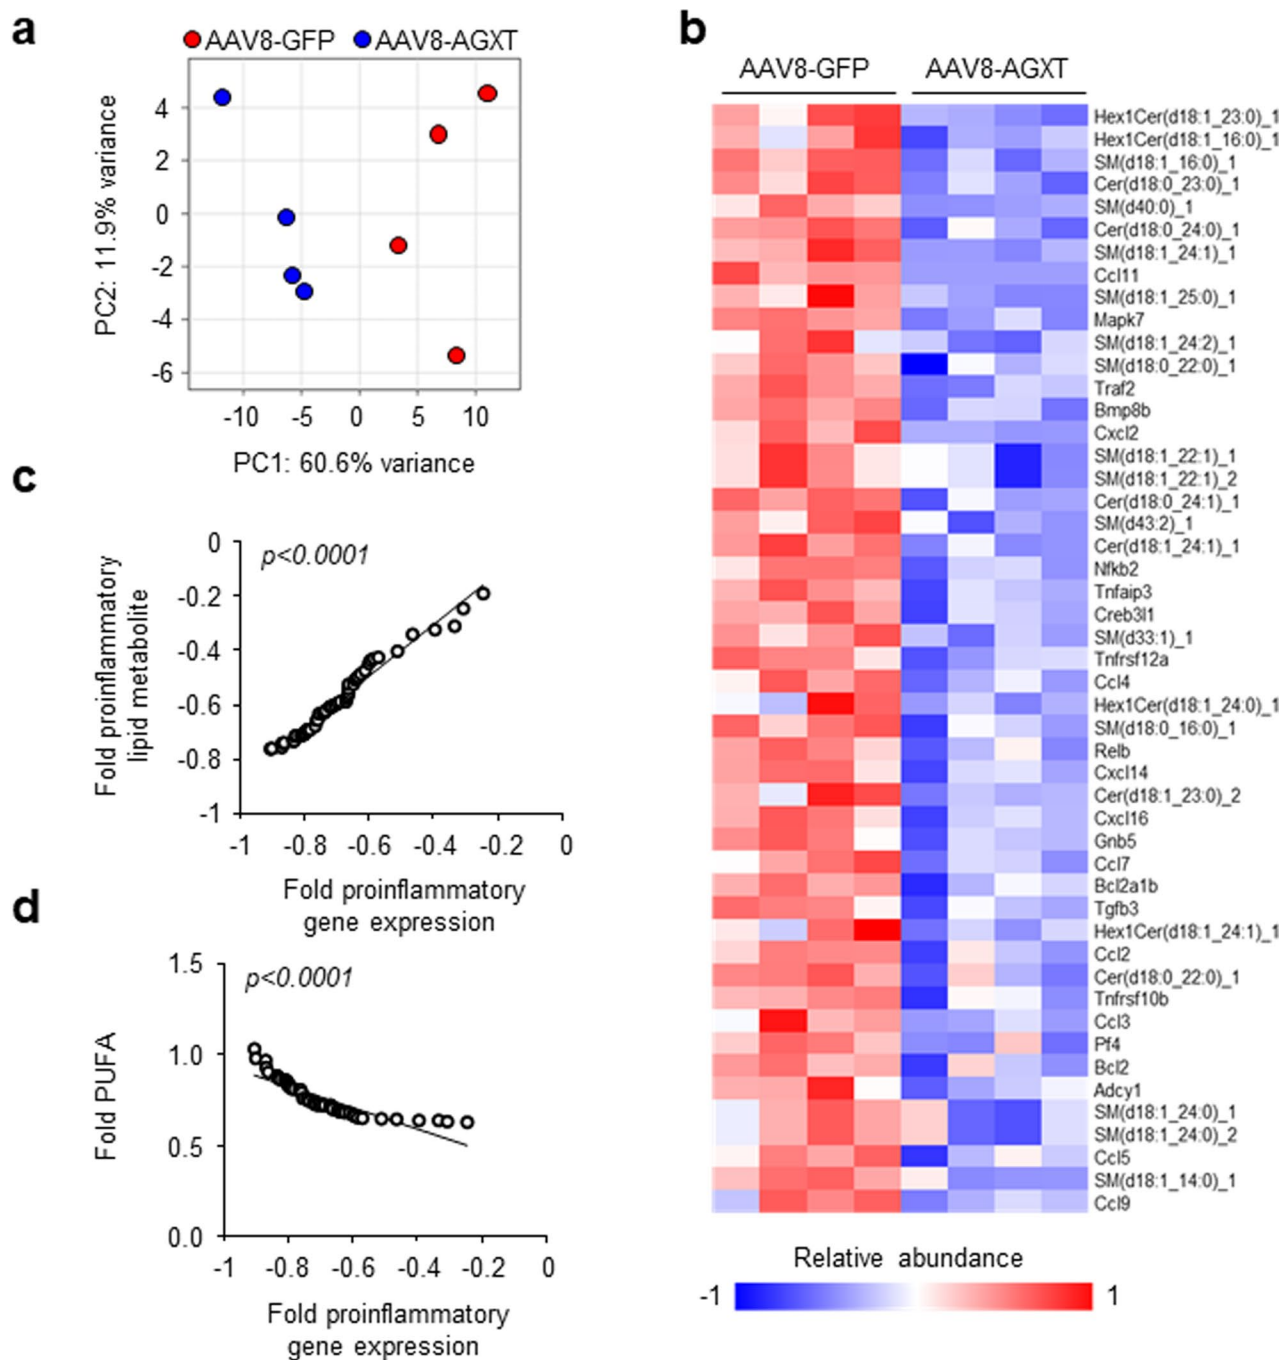 a
AAV8-GFP AAV8-AGXT
PC2: 11.9% variance
4
2
0
-2
-4
-6
-10 -5 0 5 10
PC1: 60.6% variance
b
AAV8-GFP AAV8-AGXT
Hex1Cer(d18:1_23:0)_1
Hex1Cer(d18:1_16:0)_1
SM(d18:1_16:0)_1
Cer(d18:0_23:0)_1
SM(d40:0)_1
Cer(d18:0_24:0)_1
SM(d18:1_24:1)_1
Ccl11
SM(d18:1_25:0)_1
Mapk7
SM(d18:1_24:2)_1
SM(d18:0_22:0)_1
Traf2
Bmp8b
Cxcl2
SM(d18:1_22:1)_1
SM(d18:1_22:1)_2
Cer(d18:0_24:1)_1
SM(d43:2)_1
Cer(d18:1_24:1)_1
Nfkb2
Tnfaip3
Creb3l1
SM(d33:1)_1
Tnfrsf12a
Ccl4
Hex1Cer(d18:1_24:0)_1
SM(d18:0_16:0)_1
Relb
Cxcl14
Cer(d18:1_23:0)_2
Cxcl16
Gnb5
Ccl7
Bcl2a1b
Tgfb3
Hex1Cer(d18:1_24:1)_1
Ccl2
Cer(d18:0_22:0)_1
Tnfrsf10b
Ccl3
Pf4
Bcl2
Adcy1
SM(d18:1_24:0)_1
SM(d18:1_24:0)_2
Ccl5
SM(d18:1_14:0)_1
Ccl9
Relative abundance
-1 1
c
p<0.0001
Fold proinflammatory
lipid metabolite
0
-0.2
-0.4
-0.6
-0.8
-1
-1 -0.8 -0.6 -0.4 -0.2 0
Fold proinflammatory
gene expression
d
p<0.0001
Fold PUFA
1.5
1.0
0.5
0.0
-1 -0.8 -0.6 -0.4 -0.2 0
Fold proinflammatory
gene expression